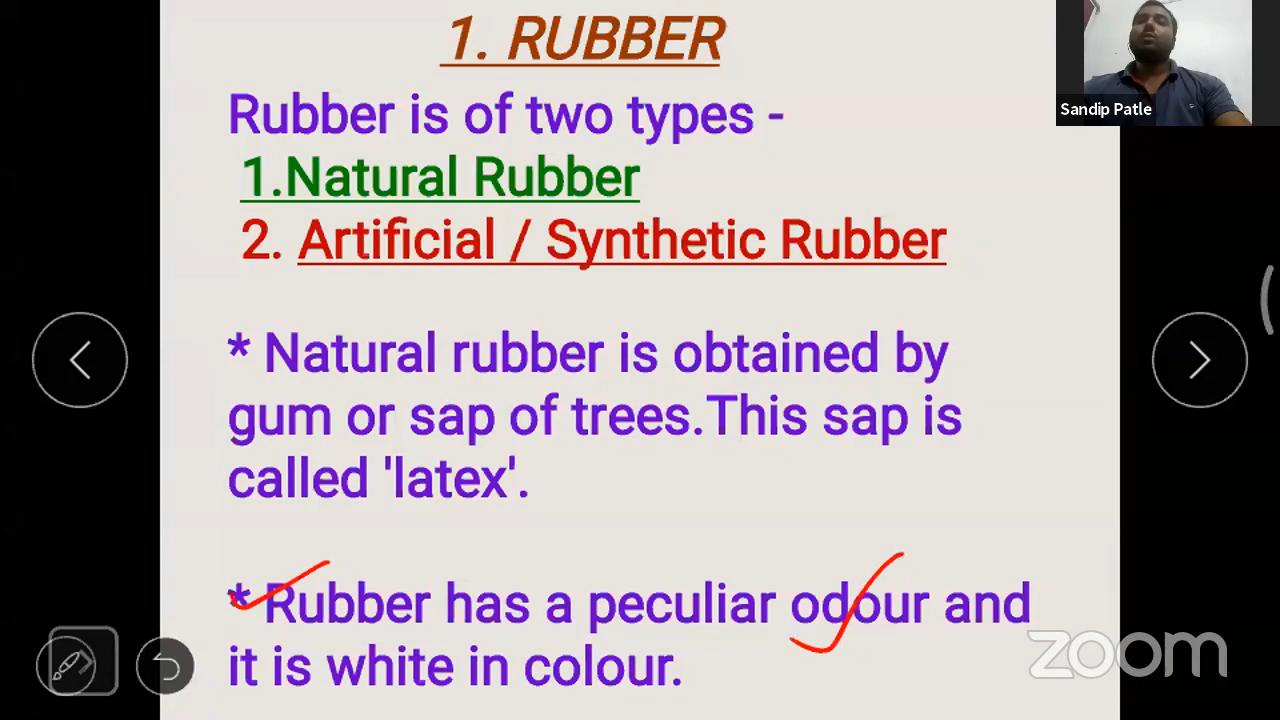 1. RUBBER
Rubber is of two types -
1.Natural Rubber
2. Artificial / Synthetic Rubber
* Natural rubber is obtained by
gum or sap of trees.This sap is
called 'latex'.
* Rubber has a peculiar odour and
it is white in colour.
Sandip Patle
zoom